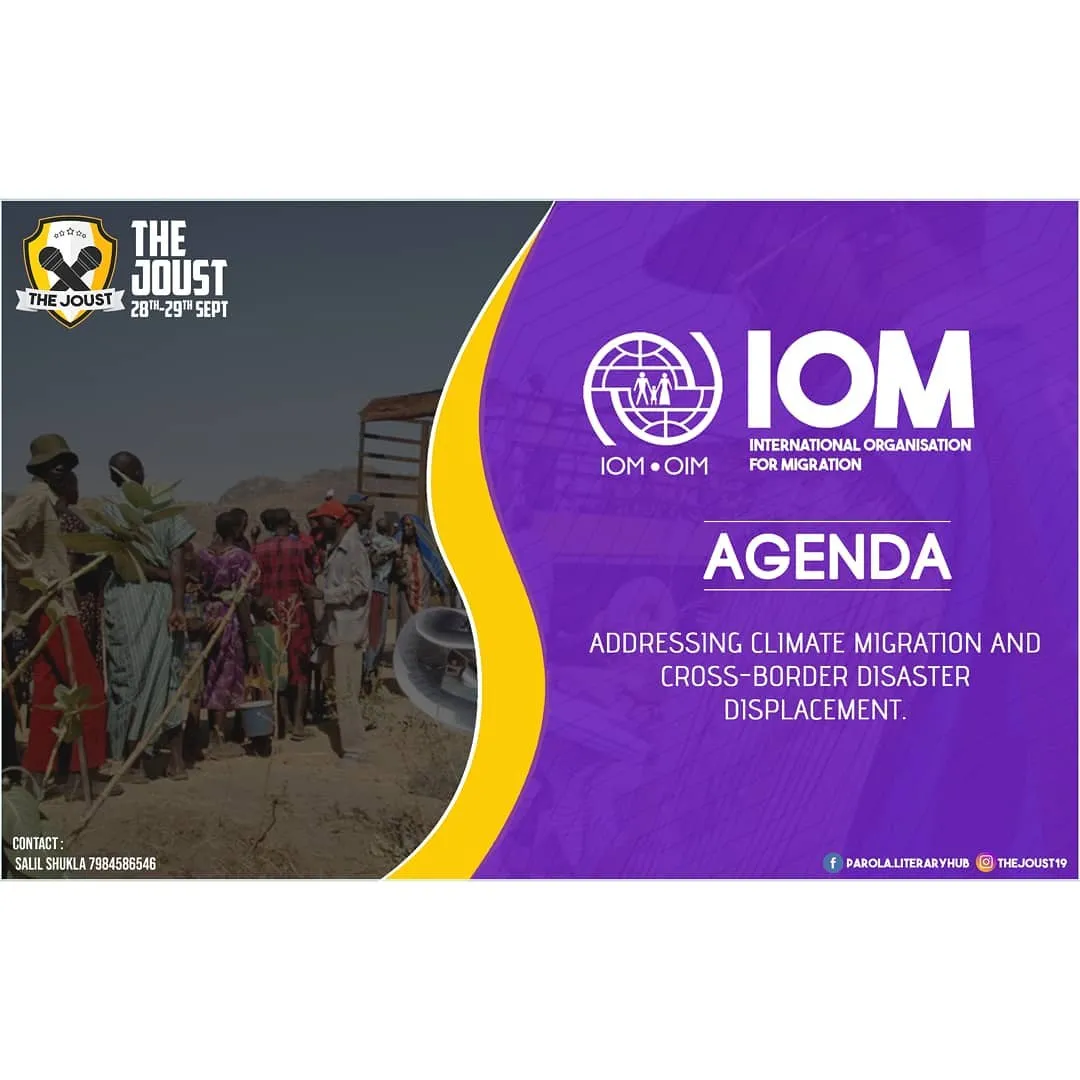 THE JOUST
THE
JOUST
28TH-29TH SEPT
IOM • OIM
IOM
INTERNATIONAL ORGANISATION
FOR MIGRATION
AGENDA
ADDRESSING CLIMATE MIGRATION AND
CROSS-BORDER DISASTER
DISPLACEMENT.
CONTACT :
SALIL SHUKLA 7984586546
f PAROLA.LITERARYHUB THEJOUST19